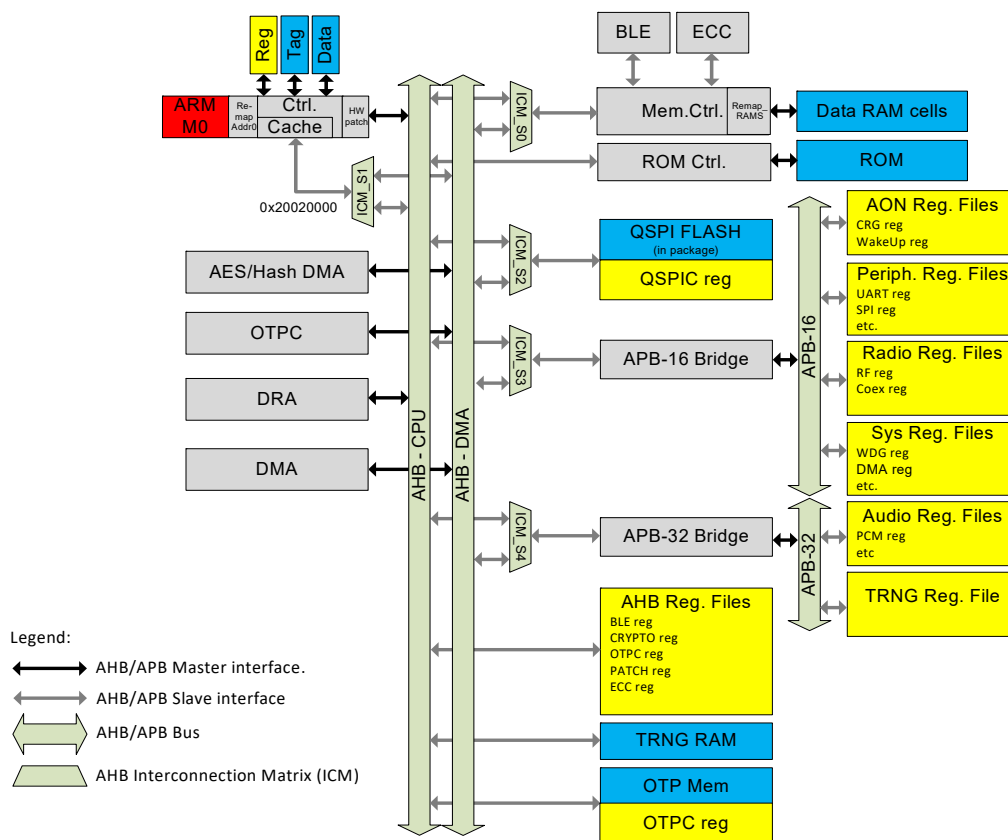 Reg
Tag
Data
BLE
ECC
ARM
M0
Re-
map
Addr0
Ctrl.
Cache
HW
patch
ICM_S0
Mem.Ctrl.
Remap_
RAMS
Data RAM cells
ROM Ctrl.
ROM
ICM_S1
0x20020000
AON Reg. Files
CRG reg
WakeUp reg
ICM_S2
QSPI FLASH
(in package)
QSPIC reg
AES/Hash DMA
Periph. Reg. Files
UART reg
SPI reg
etc.
OTPC
ICM_S3
APB-16 Bridge
APB-16
Radio Reg. Files
RF reg
Coex reg
DRA
AHB - CPU
AHB - DMA
DMA
Sys Reg. Files
WDG reg
DMA reg
etc.
ICM_S4
APB-32 Bridge
APB-32
Audio Reg. Files
PCM reg
etc
TRNG Reg. File
AHB Reg. Files
BLE reg
CRYPTO reg
OTPC reg
PATCH reg
ECC reg
TRNG RAM
OTP Mem
OTPC reg
Legend:
AHB/APB Master interface.
AHB/APB Slave interface
AHB/APB Bus
AHB Interconnection Matrix (ICM)